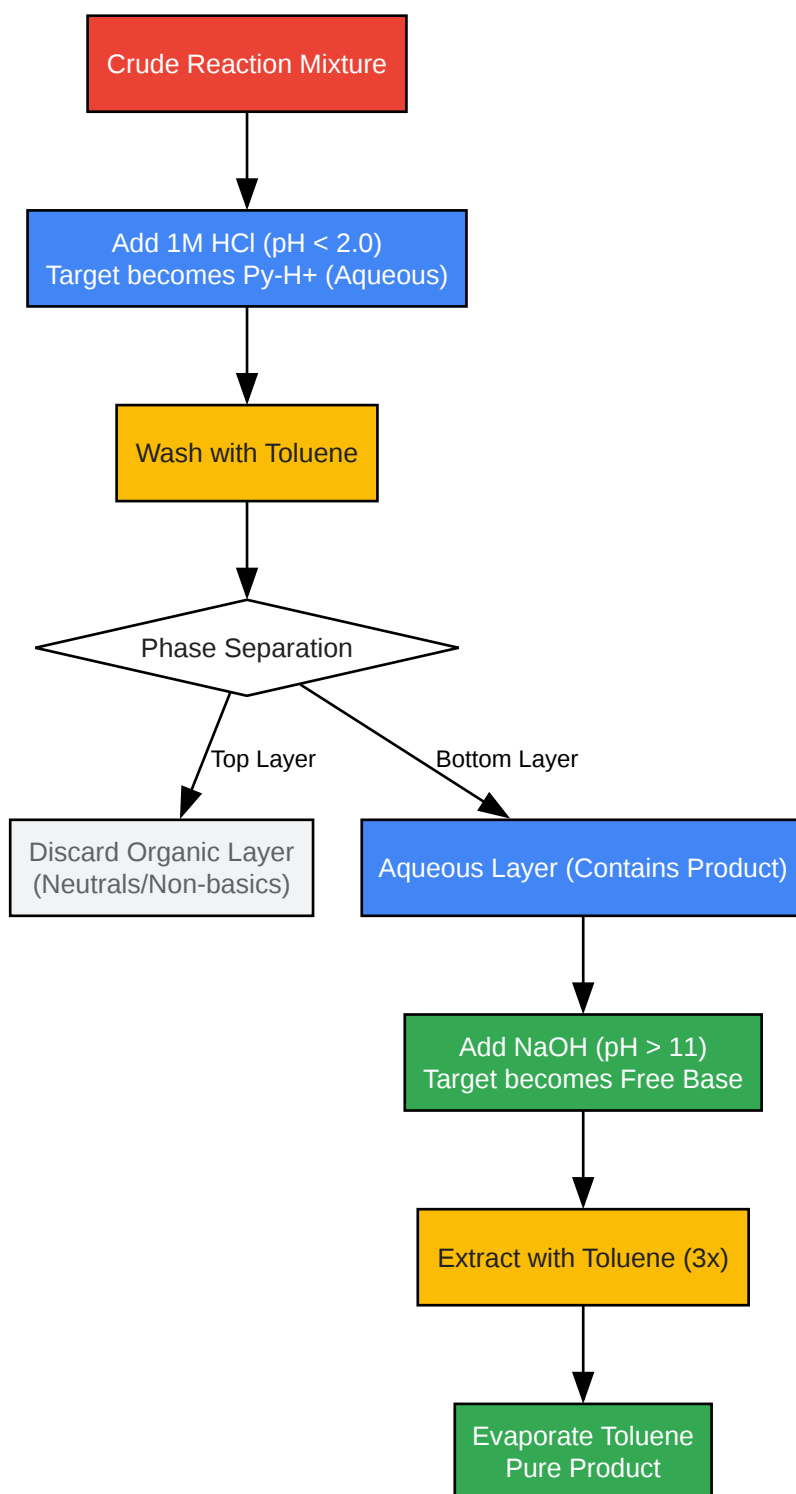 Crude Reaction Mixture
Add 1M HCl (pH < 2.0)
Target becomes Py-H+ (Aqueous)
Wash with Toluene
Phase Separation
Top Layer
Bottom Layer
Discard Organic Layer
(Neutrals/Non-basics)
Aqueous Layer (Contains Product)
Add NaOH (pH > 11)
Target becomes Free Base
Extract with Toluene (3x)
Evaporate Toluene
Pure Product